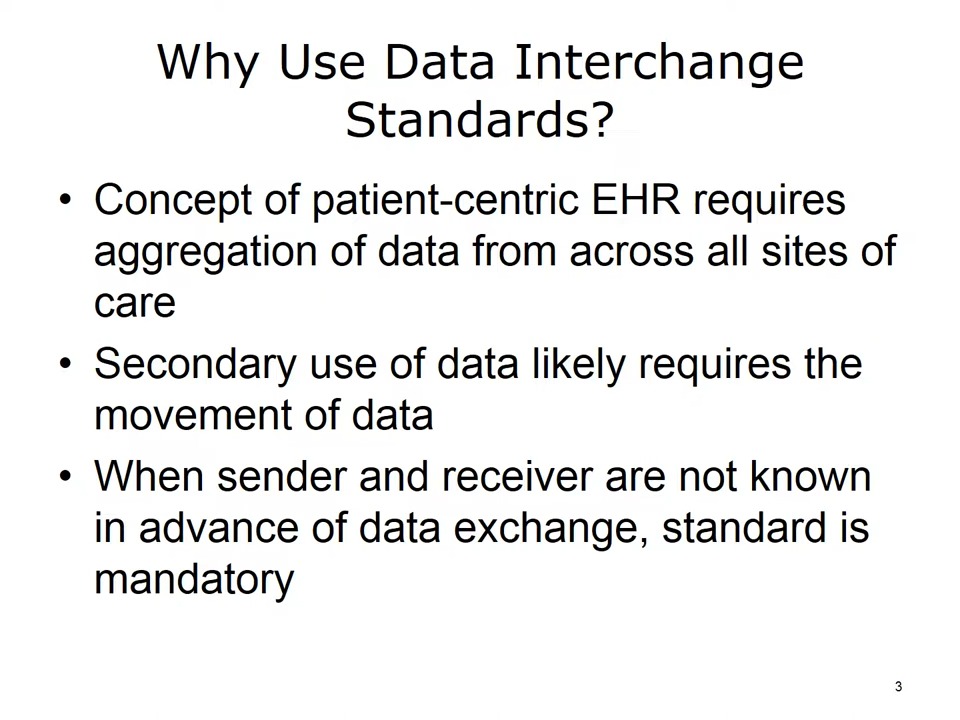 Why Use Data Interchange
Standards?
• Concept of patient-centric EHR requires
aggregation of data from across all sites of
care
• Secondary use of data likely requires the
movement of data
• When sender and receiver are not known
in advance of data exchange, standard is
mandatory
3